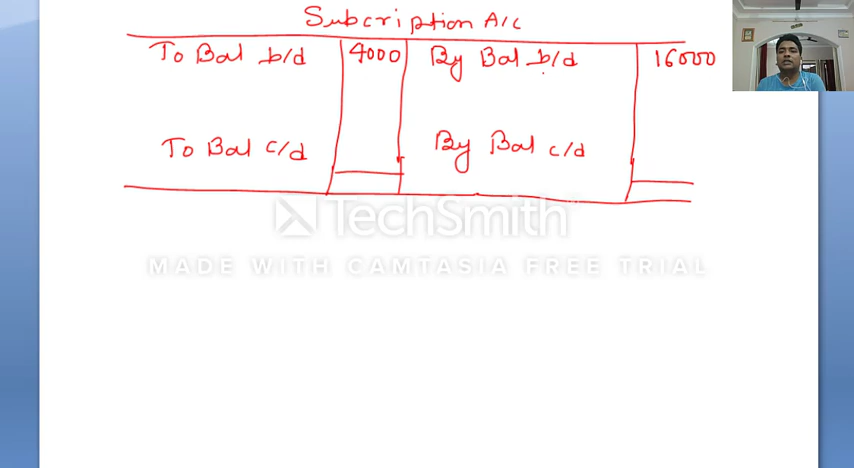 Subcription A/c
To Bal b/d 4000 By Bal b/d 16000
To Bal c/d By Bal c/d
TechSmith
MADE WITH CAMTASIA FREE TRIAL